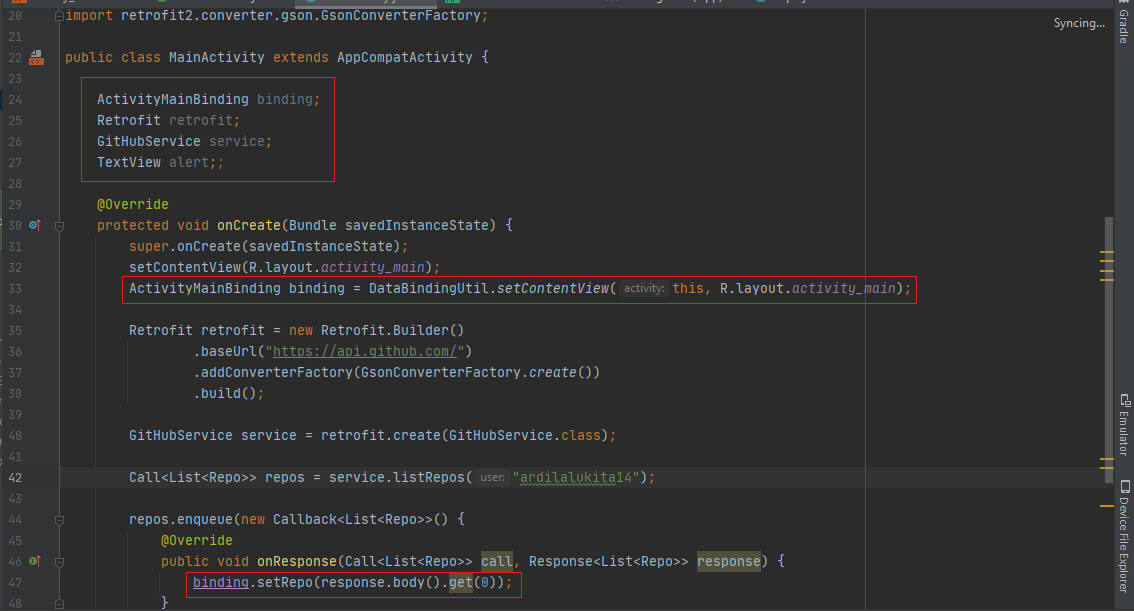 20 import retrofit2.converter.gson.GsonConverterFactory;
Syncing...
Gradle
21
22 public class MainActivity extends AppCompatActivity {
23
24 ActivityMainBinding binding;
25 Retrofit retrofit;
26 GitHubService service;
27 TextView alert;;
28
29 @Override
30 protected void onCreate(Bundle savedInstanceState) {
31 super.onCreate(savedInstanceState);
32 setContentView(R.layout.activity_main);
33 ActivityMainBinding binding = DataBindingUtil.setContentView( activity: this, R.layout.activity_main);
34
35 Retrofit retrofit = new Retrofit.Builder()
36 .baseUrl("https://api.github.com/")
37 .addConverterFactory(GsonConverterFactory.create())
38 .build();
39
40 GitHubService service = retrofit.create(GitHubService.class);
41
42 Call<List<Repo>> repos = service.listRepos( user: "ardilalukita14");
43
44 repos.enqueue(new Callback<List<Repo>>() {
45 @Override
46 public void onResponse(Call<List<Repo>> call, Response<List<Repo>> response) {
47 binding.setRepo(response.body().get(0));
48 }
Emulator
Device File Explorer